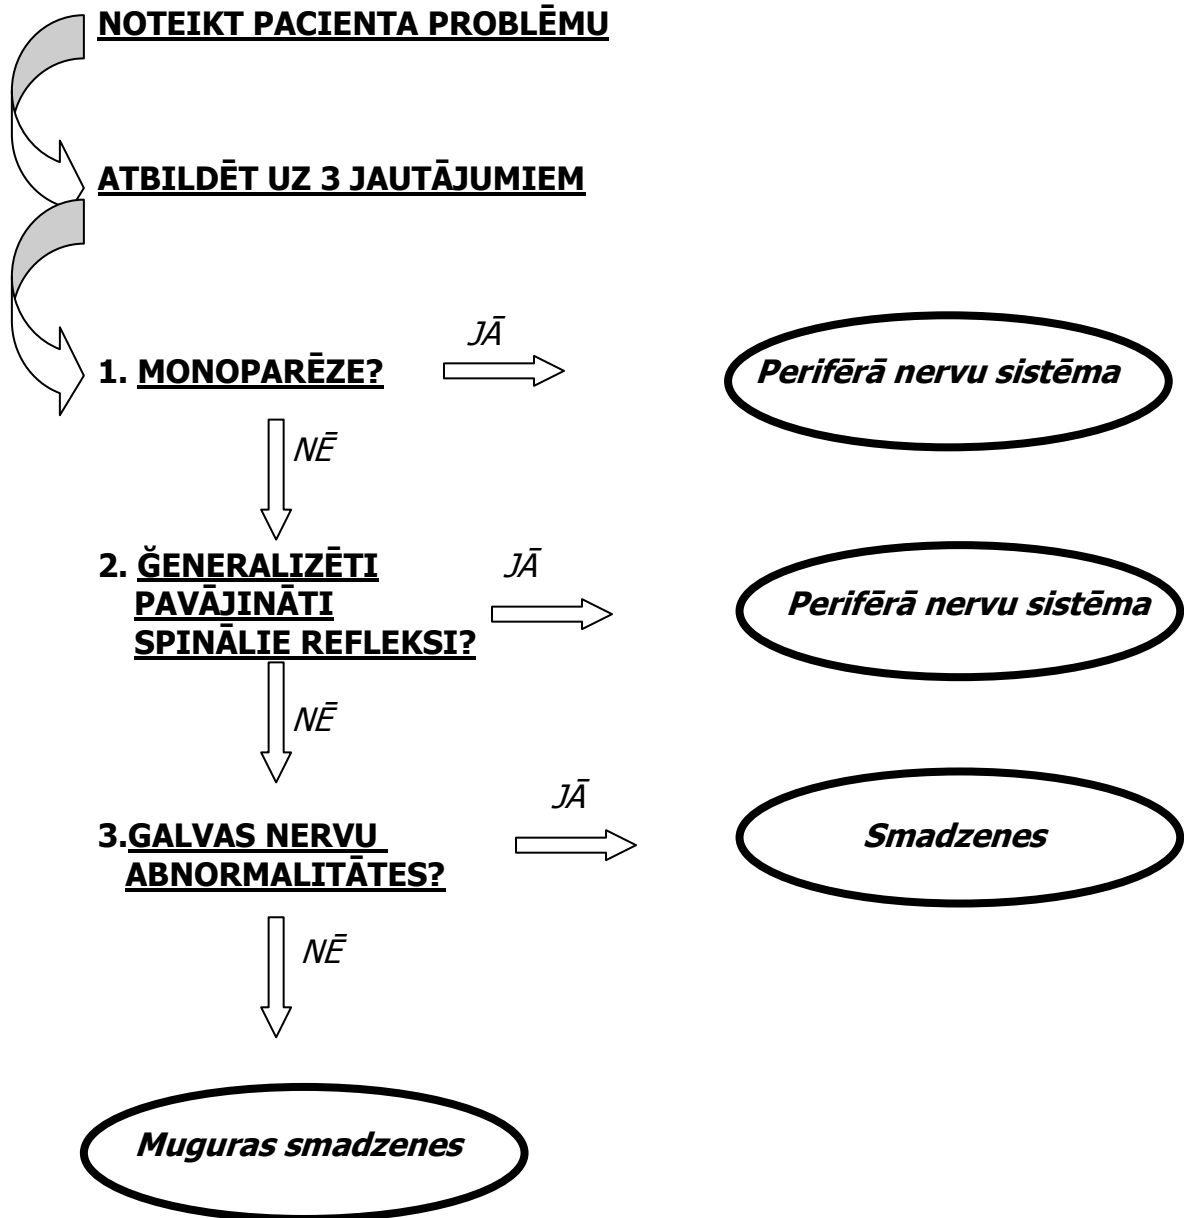 NOTEIKT PACIENTA PROBLĒMU
ATBILDĒT UZ 3 JAUTĀJUMIEM
JĀ
1. MONOPARĒZE?
Perifērā nervu sistēma
NĒ
2. ĞENERALIZĒTI
PAVĀJINĀTI
SPINĀLIE REFLEKSI?
JĀ
Perifērā nervu sistēma
NĒ
JĀ
3.GALVAS NERVU
ABNORMALITĀTES?
Smadzenes
NĒ
Muguras smadzenes